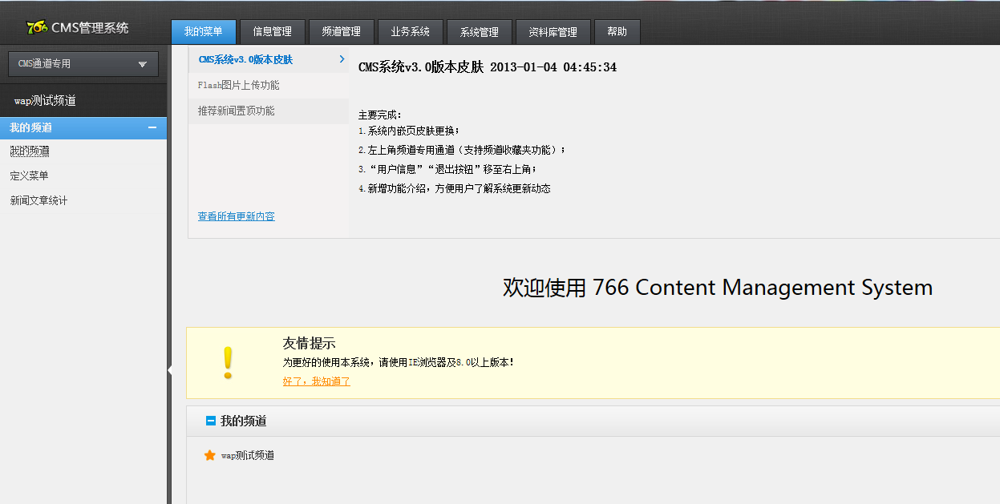 766 CMS管理系统
我的菜单 信息管理 频道管理 业务系统 系统管理 资料库管理 帮助
CMS通道专用
wap测试频道
我的频道
我的频道
定义菜单
新闻文章统计
CMS系统v3.0版本皮肤
Flash图片上传功能
推荐新闻置顶功能
查看所有更新内容
CMS系统v3.0版本皮肤 2013-01-04 04:45:34
主要完成：
1.系统内嵌页皮肤更换；
2.左上角频道专用通道（支持频道收藏夹功能）；
3.“用户信息”“退出按钮”移至右上角；
4.新增功能介绍，方便用户了解系统更新动态
欢迎使用 766 Content Management System
友情提示
为更好的使用本系统，请使用IE浏览器及8.0以上版本！
好了，我知道了
我的频道
wap测试频道